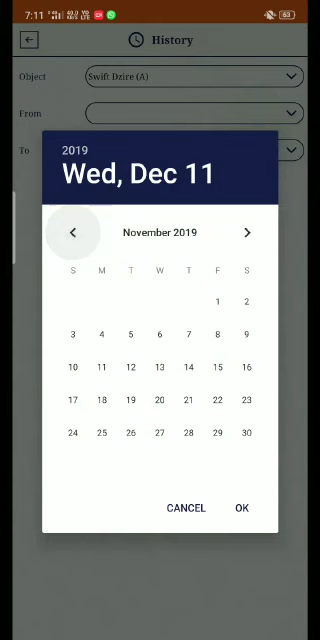 7:11
63
History
Object Swift Dzire (A)
From
To
2019
Wed, Dec 11
November 2019
S M T W T F S
1 2
3 4 5 6 7 8 9
10 11 12 13 14 15 16
17 18 19 20 21 22 23
24 25 26 27 28 29 30
CANCEL OK